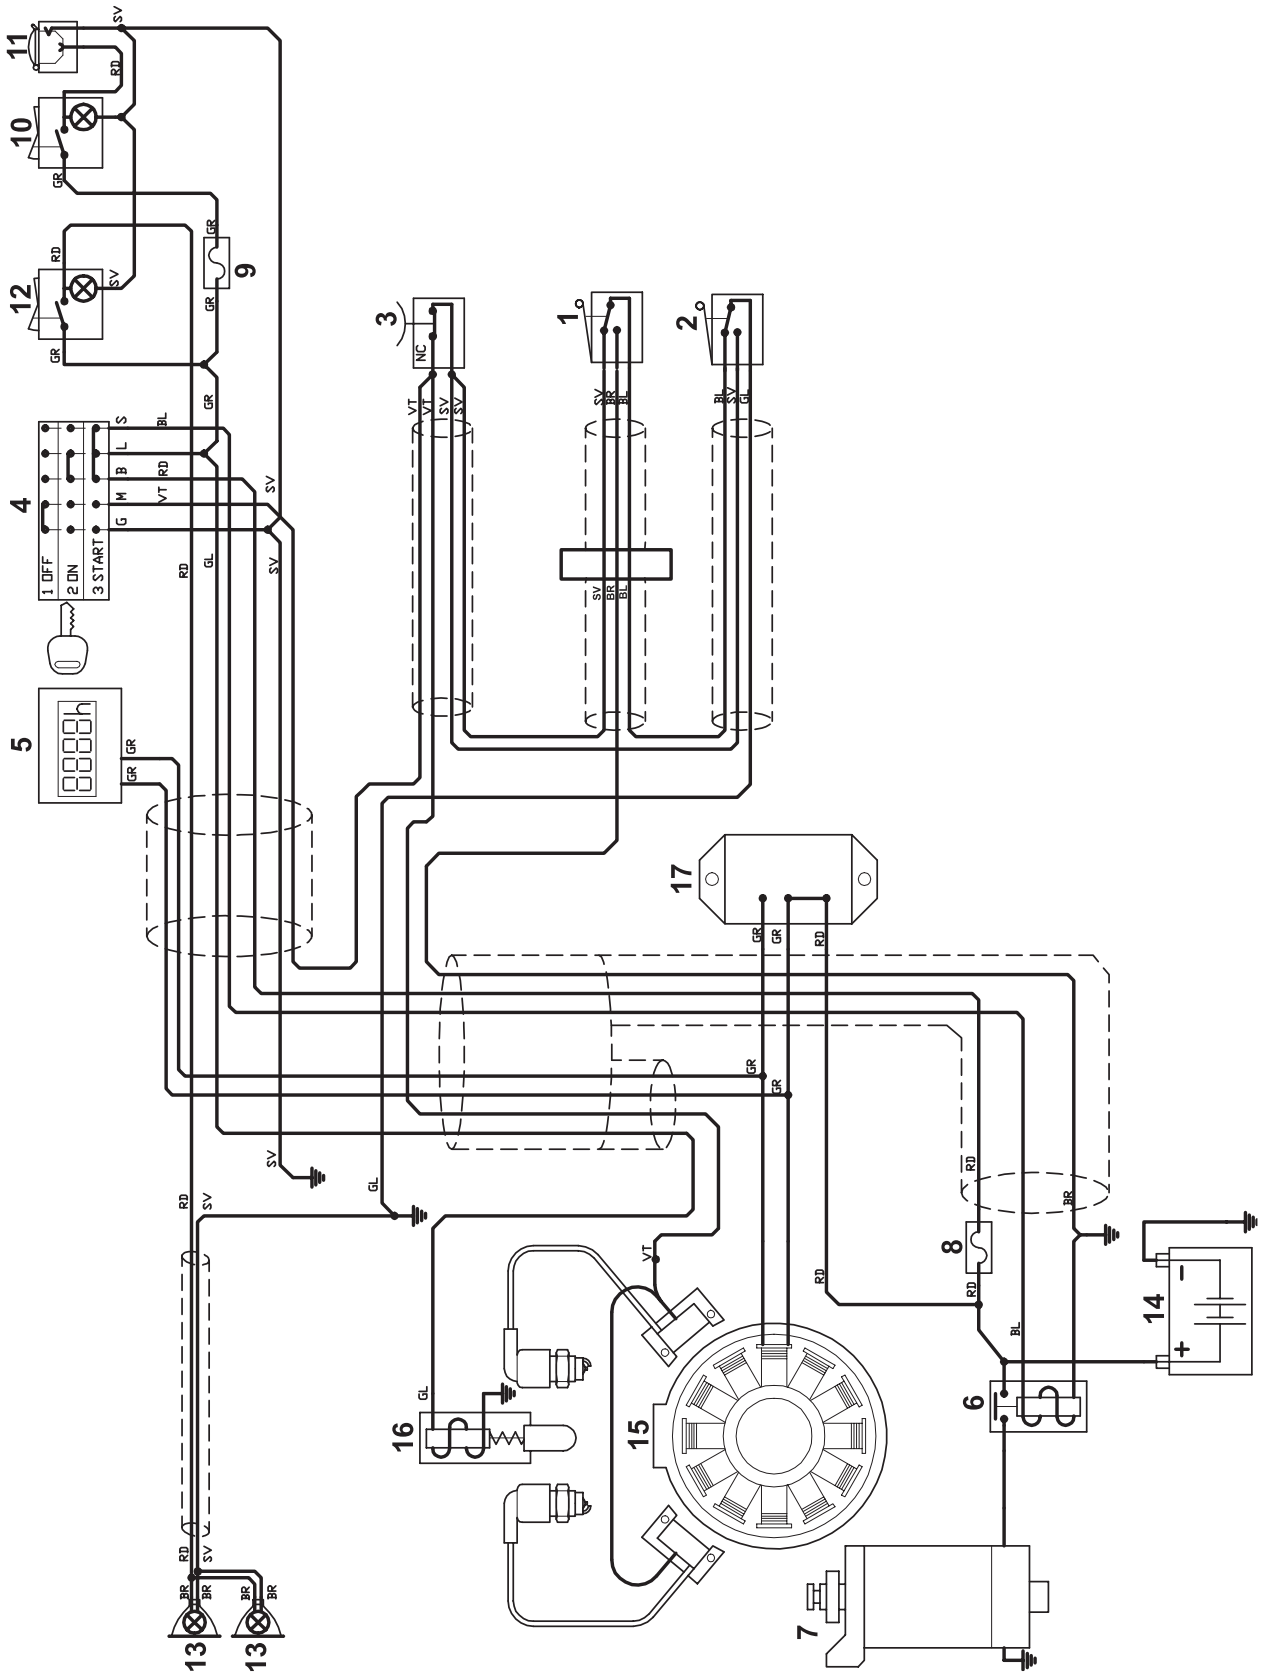 11
SV
RD
10
GR
12
RD
SV
GR
GR
9
GR
GR
4
1 OFF
2 ON
3 START
G
M
B
L
S
VT
RD
BL
SV
SV
RD
GL
5
88888h
GR
GR
3
NC
VT
VT
SV
SV
1
SV
BR
BL
SV
BR
BL
2
BL
SV
GL
17
GR
GR
RD
GR
GR
SV
RD
SV
GL
VT
RD
8
RD
RD
BR
BL
14
-
+
6
GL
16
15
7
RD
SV
BR
BR
BR
BR
13
13